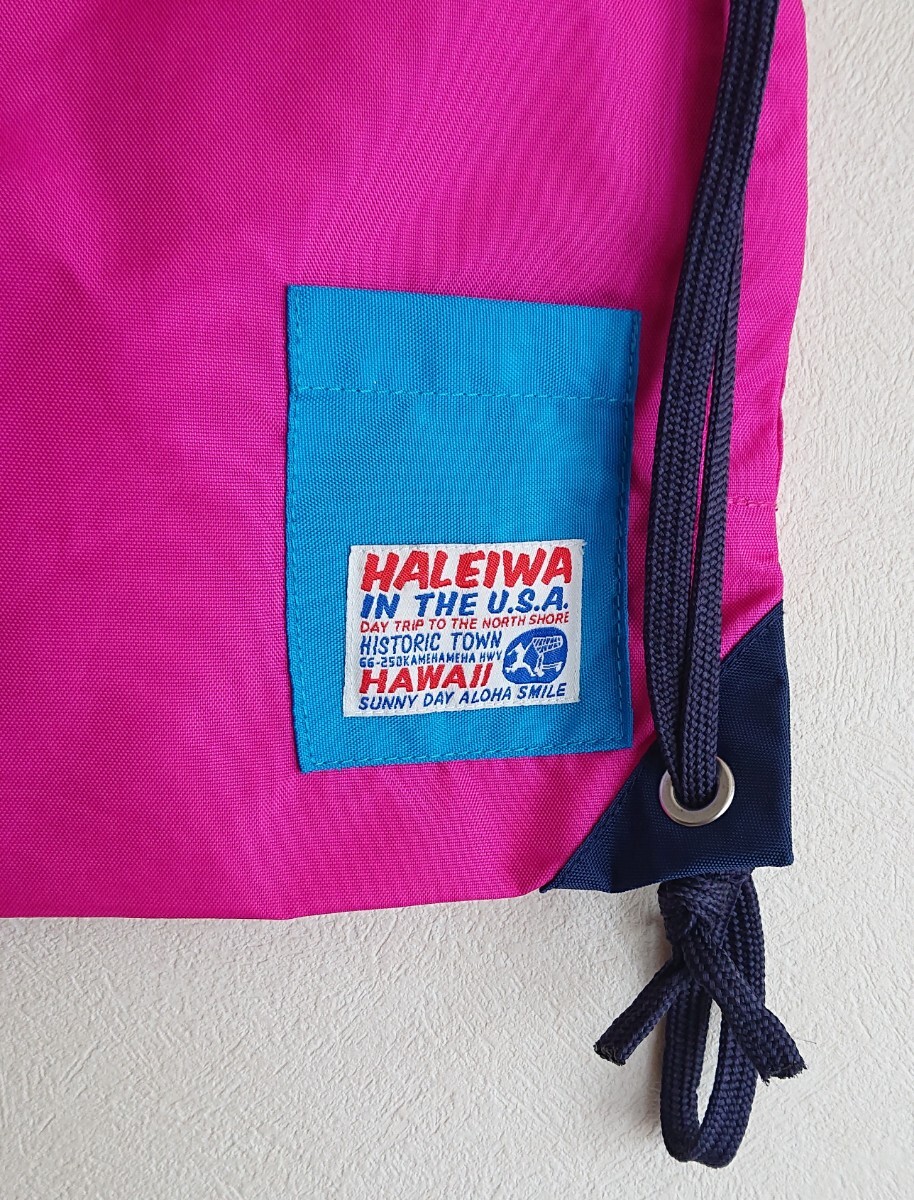 HALEIWA
IN THE U.S.A.
DAY TRIP TO THE NORTH SHORE
HISTORIC TOWN
66-250KAMEHAMEHA HWY
HAWAII
SUNNY DAY ALOHA SMILE